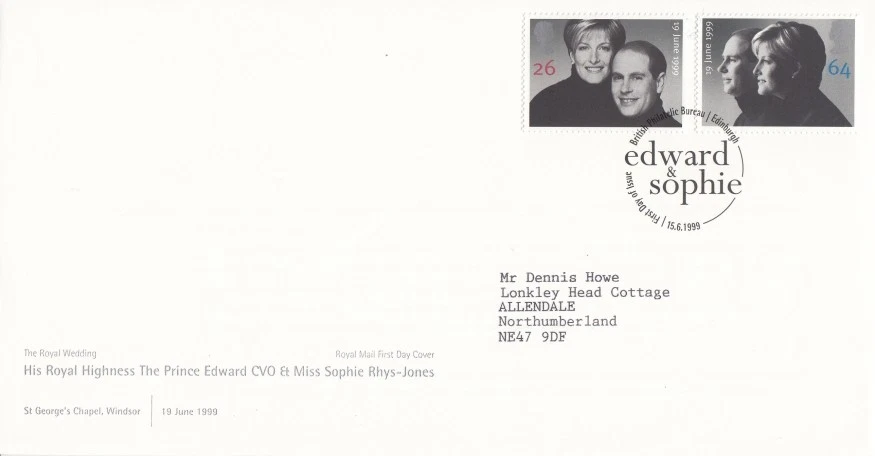 26
19 June 1999
19 June 1999
64
British Philatelic Bureau | Edinburgh
edward
&
sophie
First Day of Issue | 15.6.1999
Mr Dennis Howe
Lonkley Head Cottage
ALLENDALE
Northumberland
NE47 9DF
The Royal Wedding
Royal Mail First Day Cover
His Royal Highness The Prince Edward CVO & Miss Sophie Rhys-Jones
St George's Chapel, Windsor | 19 June 1999